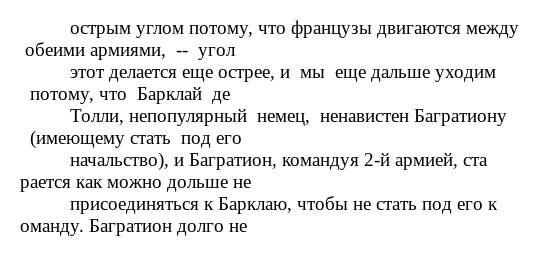 острым углом потому, что французы двигаются между
обеими армиями, -- угол
этот делается еще острее, и мы еще дальше уходим
потому, что Барклай де
Толли, непопулярный немец, ненавистен Багратиону
(имеющему стать под его
начальство), и Багратион, командуя 2-й армией, ста
рается как можно дольше не
присоединяться к Барклаю, чтобы не стать под его к
оманду. Багратион долго не